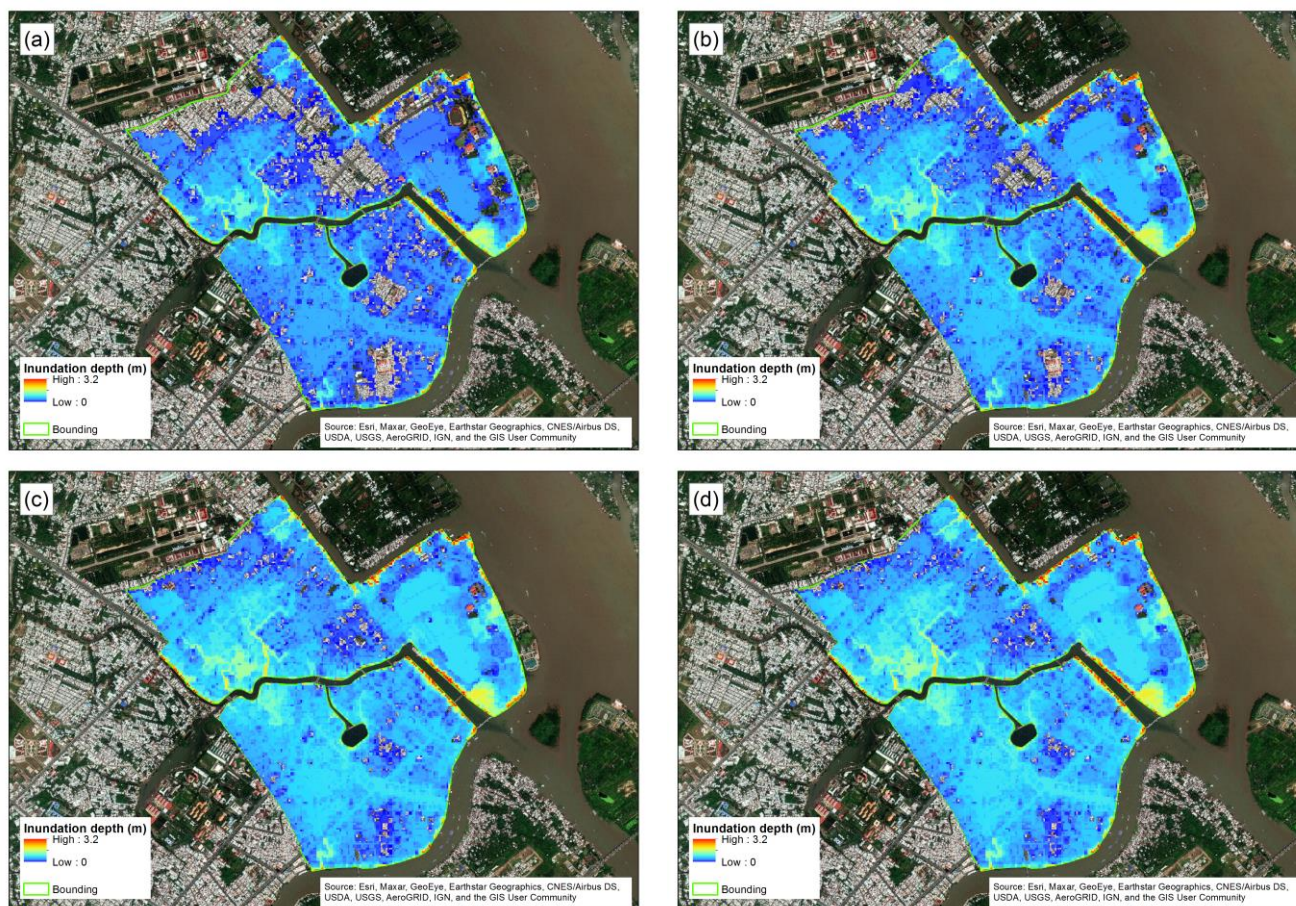 (a)
Inundation depth (m)
High : 3.2
Low : 0
Bounding
Source: Esri, Maxar, GeoEye, Earthstar Geographics, CNES/Airbus DS,
USDA, USGS, AeroGRID, IGN, and the GIS User Community
(b)
Inundation depth (m)
High : 3.2
Low : 0
Bounding
Source: Esri, Maxar, GeoEye, Earthstar Geographics, CNES/Airbus DS,
USDA, USGS, AeroGRID, IGN, and the GIS User Community
(c)
Inundation depth (m)
High : 3.2
Low : 0
Bounding
Source: Esri, Maxar, GeoEye, Earthstar Geographics, CNES/Airbus DS,
USDA, USGS, AeroGRID, IGN, and the GIS User Community
(d)
Inundation depth (m)
High : 3.2
Low : 0
Bounding
Source: Esri, Maxar, GeoEye, Earthstar Geographics, CNES/Airbus DS,
USDA, USGS, AeroGRID, IGN, and the GIS User Community